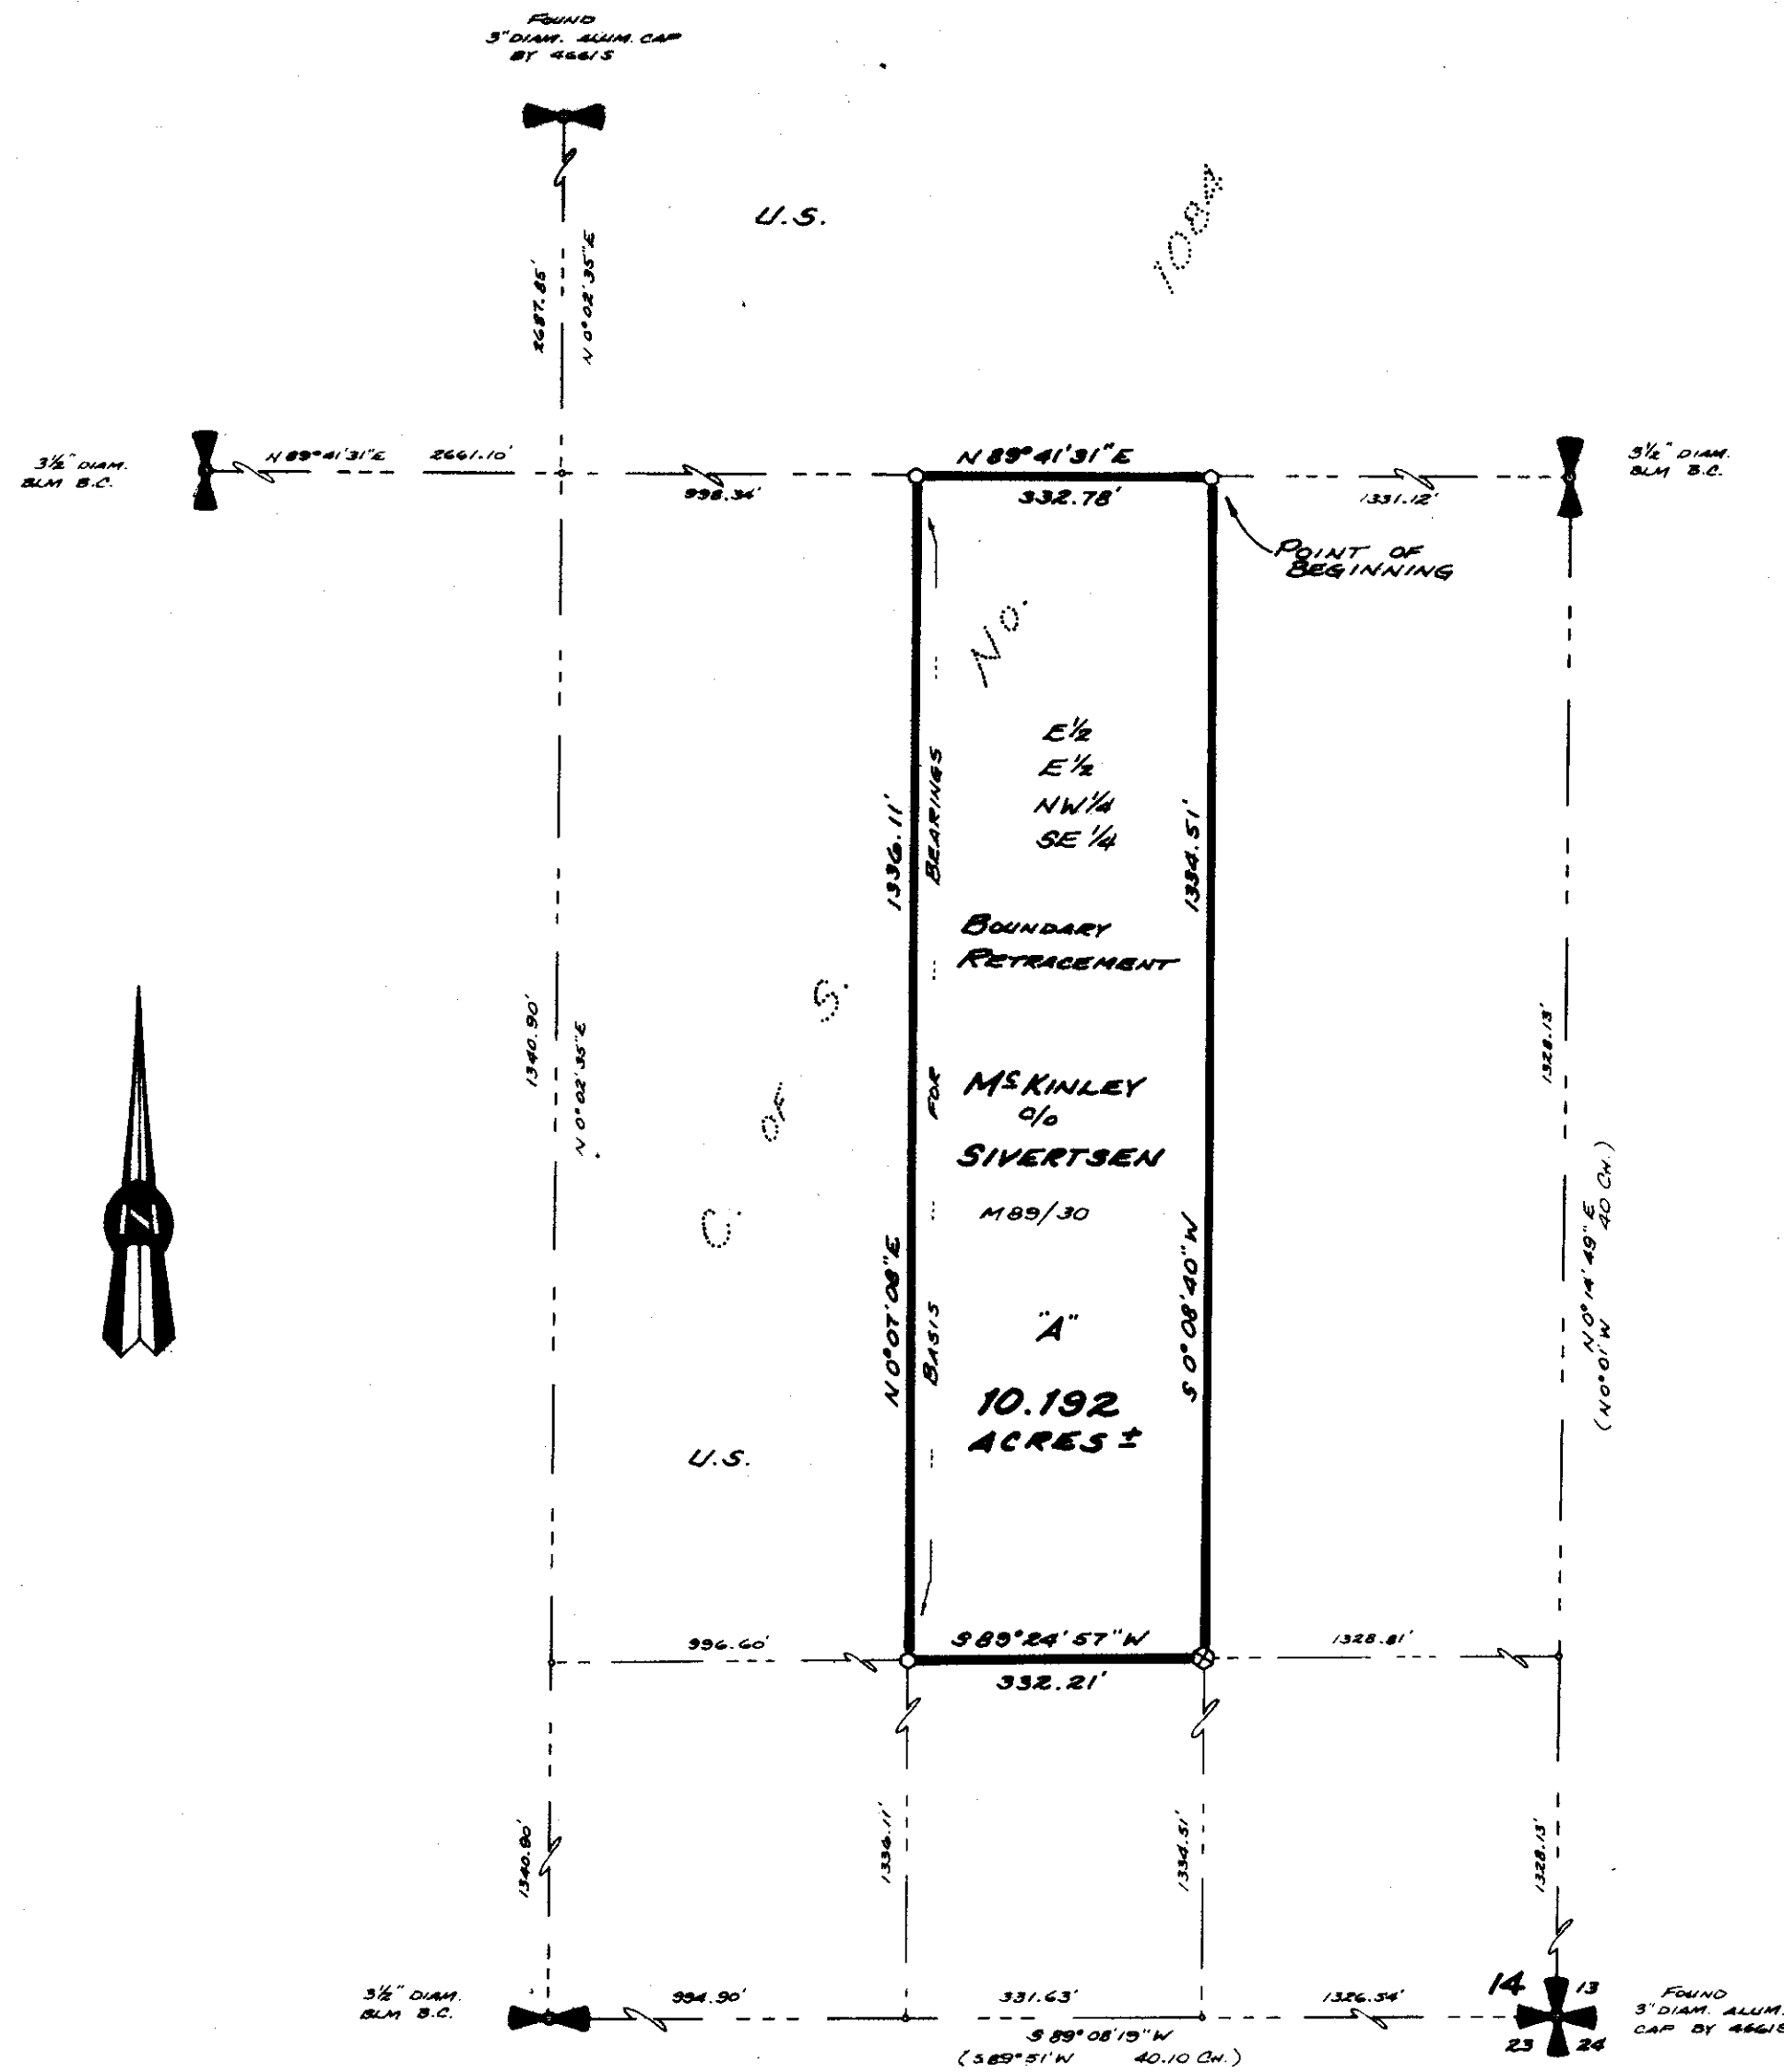 FOUND
3" DIAM. ALUM. CAP
BY 4661S
U.S.
1084
2687.85'
N 0°02'35"E
3½" DIAM.
BLM B.C.
N 89°41'31"E 2661.10'
998.34'
N 89°41'31"E
332.78'
1331.12'
3½" DIAM.
BLM B.C.
POINT OF
BEGINNING
No.
E½
E½
NW¼
SE¼
1336.11'
BEARINGS
1334.51'
BOUNDARY
RETRACEMENT
S.
1340.90'
N 0°02'35"E
OF
FOR
McKINLEY
c/o
SIVERTSEN
M89/30
1328.13'
N 0°14'49"E
(N 0°01'W 40 CH.)
C.
N
N 0°07'08"E
BASIS
S 0°08'40"W
"A"
10.192
ACRES ±
U.S.
996.60'
S 89°24'57"W
332.21'
1328.81'
1340.90'
1336.11'
1334.51'
1328.13'
3½" DIAM.
BLM B.C.
994.90'
331.63'
1326.54'
S 89°08'19"W
(S 89°51'W 40.10 CH.)
14 13
23 24
FOUND
3" DIAM. ALUM.
CAP BY 4661S